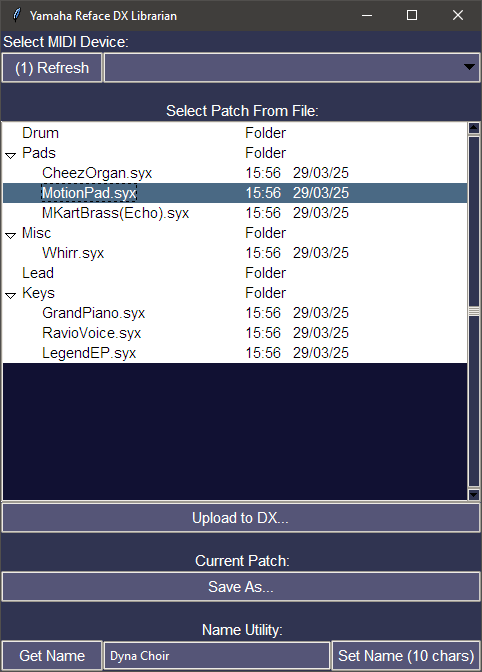 Yamaha Reface DX Librarian
Select MIDI Device:
(1) Refresh
Select Patch From File:
Drum Folder
Pads Folder
CheezOrgan.syx 15:56 29/03/25
MotionPad.syx 15:56 29/03/25
MKartBrass(Echo).syx 15:56 29/03/25
Misc Folder
Whirr.syx 15:56 29/03/25
Lead Folder
Keys Folder
GrandPiano.syx 15:56 29/03/25
RavioVoice.syx 15:56 29/03/25
LegendEP.syx 15:56 29/03/25
Upload to DX...
Current Patch:
Save As...
Name Utility:
Get Name Dyna Choir Set Name (10 chars)